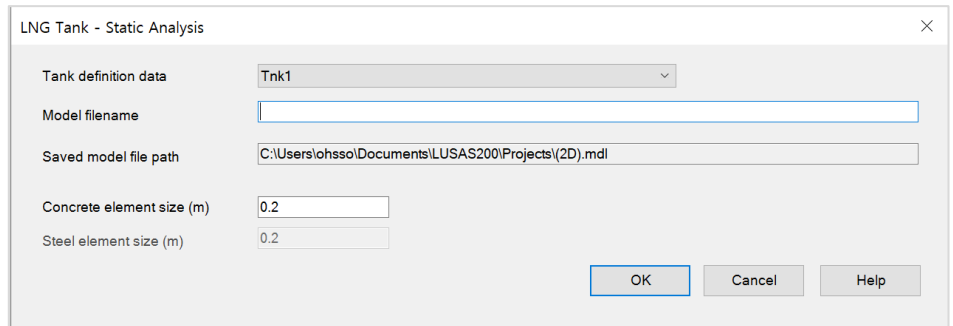 LNG Tank - Static Analysis
Tank definition data Tnk1
Model filename
Saved model file path C:\Users\ohsso\Documents\LUSAS200\Projects\(2D).mdl
Concrete element size (m) 0.2
Steel element size (m) 0.2
OK Cancel Help